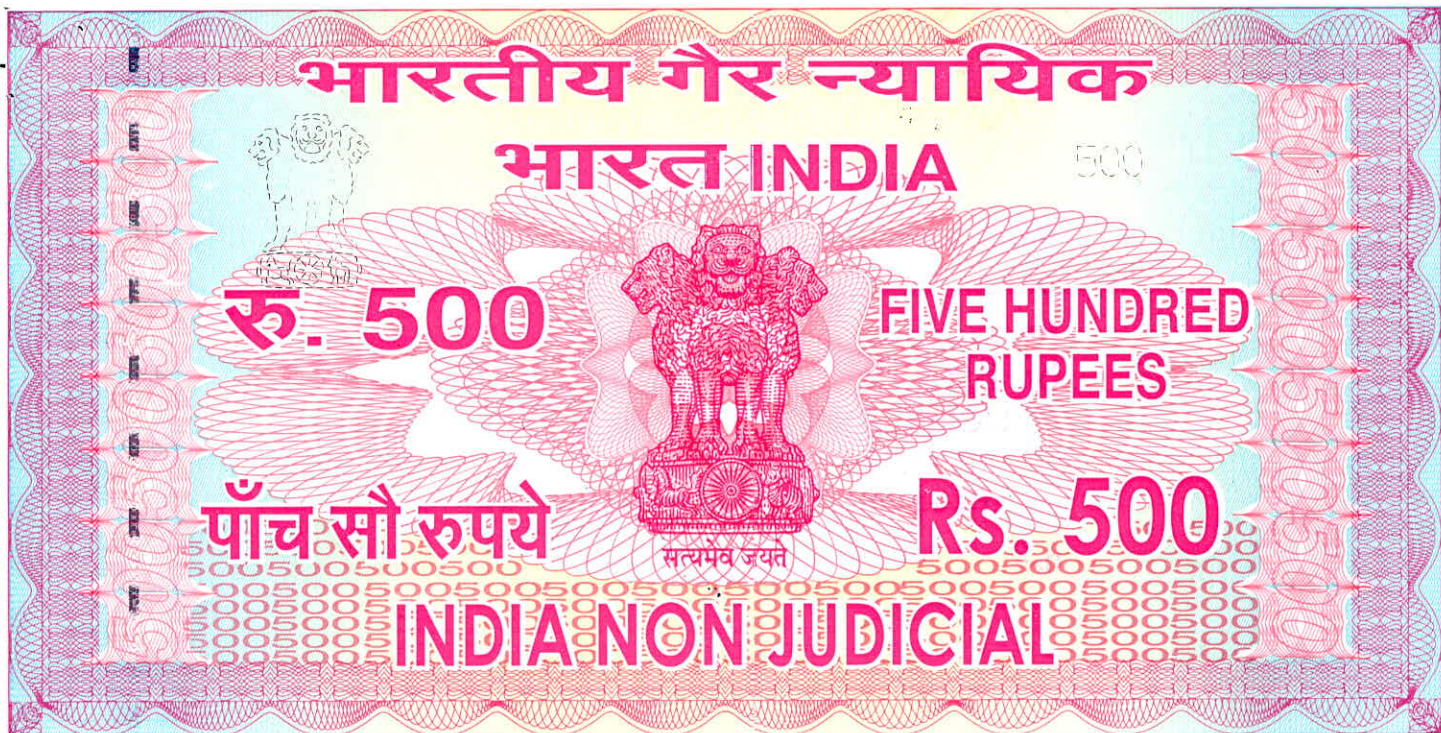 भारतीय गैर न्यायिक
भारत INDIA
500
रु. 500
FIVE HUNDRED
RUPEES
पाँच सौ रुपये
Rs. 500
सत्यमेव जयते
INDIA NON JUDICIAL